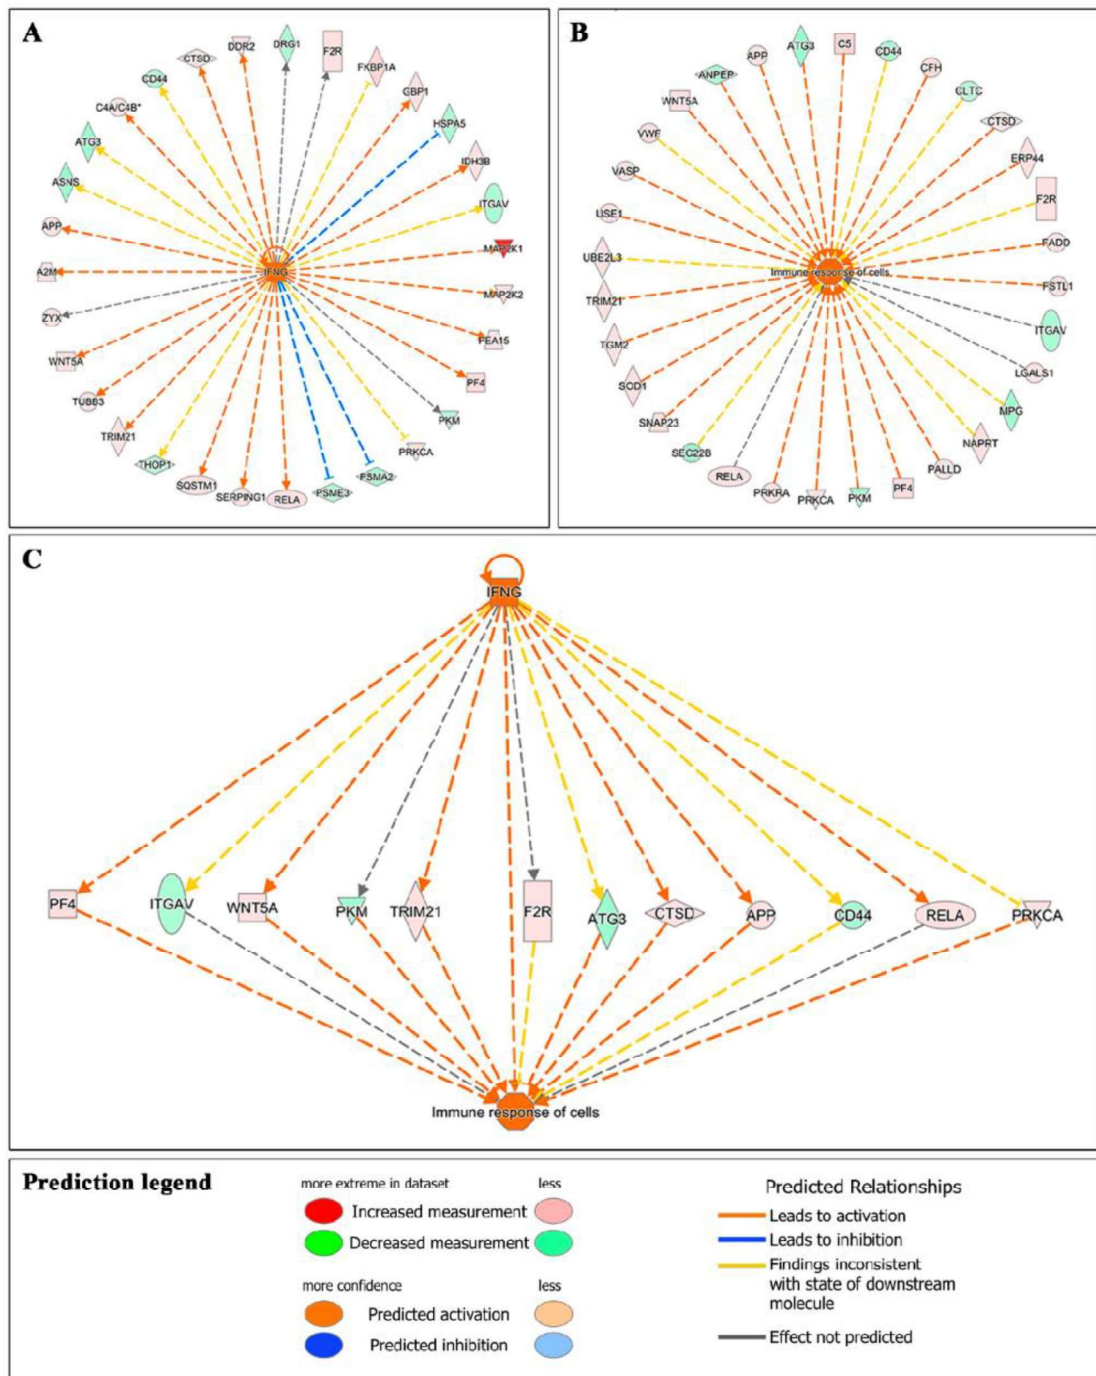 A
DRG1
F2R
DDR2
CTSD
FKBP1A
CD44
GBP1
C4A/C4B*
HSPA5
ATG3
IDH3B
ASNS
ITGAV
APP
MAP2K1
A2M
IFNG
MAP2K2
ZYX
PEA15
WNT5A
PF4
TUBB3
PKM
TRIM21
PRKCA
THOP1
PSMA2
SQSTM1
PSME3
SERPING1
RELA
B
ATG3
C5
CD44
APP
CFH
ANPEP
CLTC
WNT5A
CTSD
VWF
ERP44
VASP
F2R
USE1
FADD
UBE2L3
Immune response of cells
FSTL1
TRIM21
ITGAV
TGM2
LGALS1
SOD1
MPG
SNAP23
NAPRT
SEC22B
PALLD
RELA
PF4
PRKRA
PRKCA
PKM
C
IFNG
PF4
ITGAV
WNT5A
PKM
TRIM21
F2R
ATG3
CTSD
APP
CD44
RELA
PRKCA
Immune response of cells
Prediction legend
more extreme in dataset
less
Increased measurement
Decreased measurement
more confidence
less
Predicted activation
Predicted inhibition
Predicted Relationships
Leads to activation
Leads to inhibition
Findings inconsistent
with state of downstream
molecule
Effect not predicted